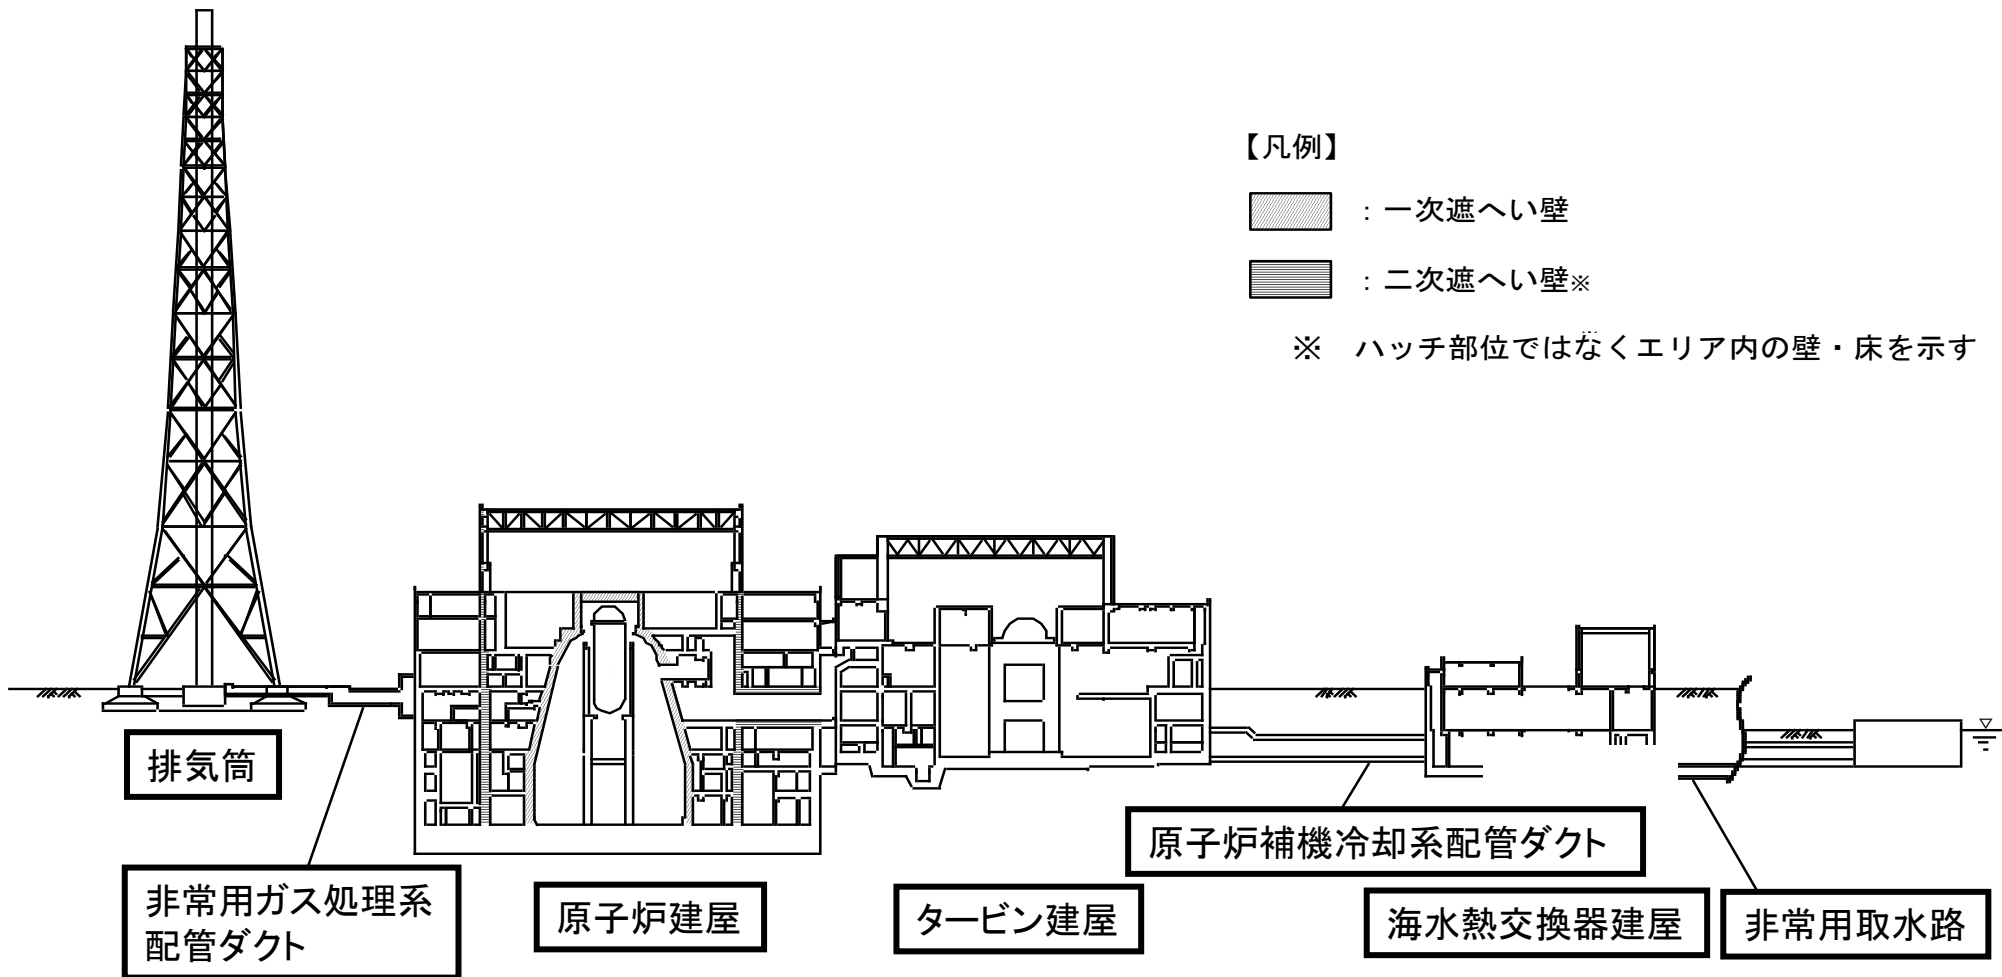 【凡例】
：一次遮へい壁
：二次遮へい壁※
※　ハッチ部位ではなくエリア内の壁・床を示す
排気筒
非常用ガス処理系
配管ダクト
原子炉建屋
タービン建屋
原子炉補機冷却系配管ダクト
海水熱交換器建屋
非常用取水路